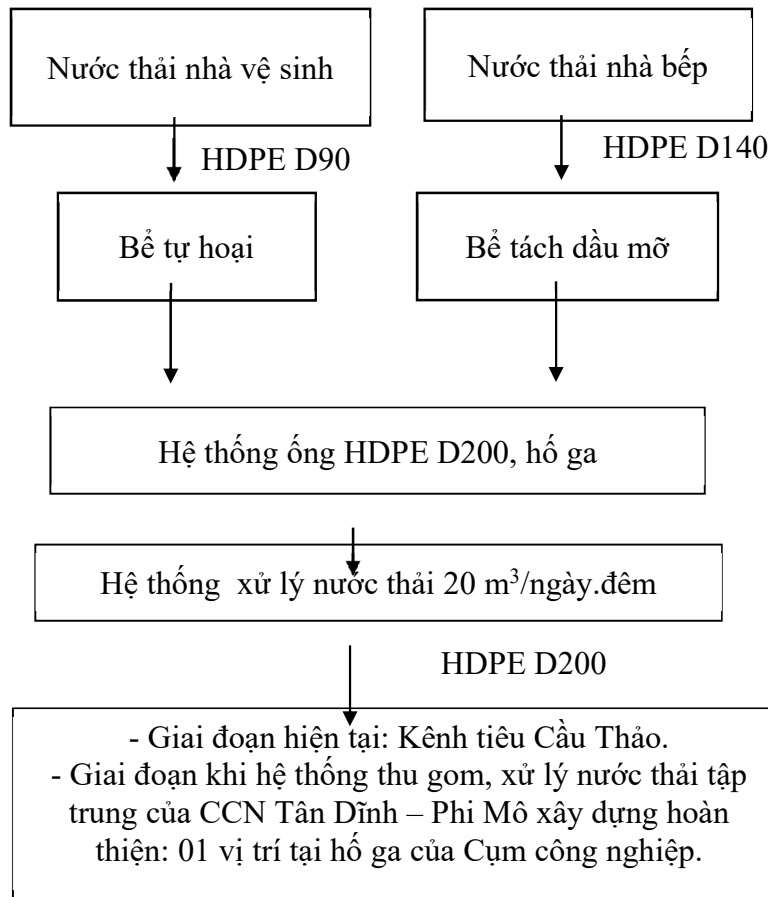 Nước thải nhà vệ sinh
Nước thải nhà bếp
HDPE D90
HDPE D140
Bể tự hoại
Bể tách dầu mỡ
Hệ thống ống HDPE D200, hố ga
Hệ thống xử lý nước thải 20 m³/ngày.đêm
HDPE D200
- Giai đoạn hiện tại: Kênh tiêu Cầu Thảo.
- Giai đoạn khi hệ thống thu gom, xử lý nước thải tập
trung của CCN Tân Dĩnh – Phi Mô xây dựng hoàn
thiện: 01 vị trí tại hố ga của Cụm công nghiệp.